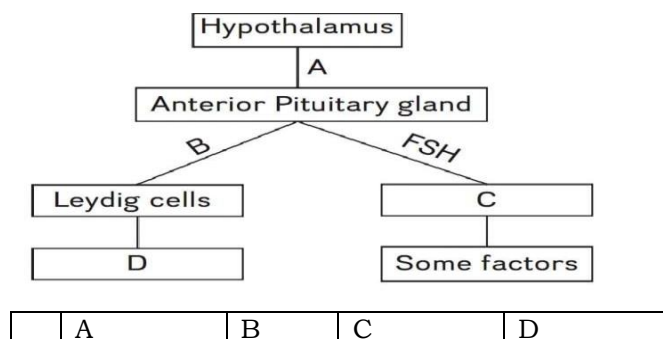 Hypothalamus
A
Anterior Pituitary gland
B FSH
Leydig cells C
D Some factors
A B C D